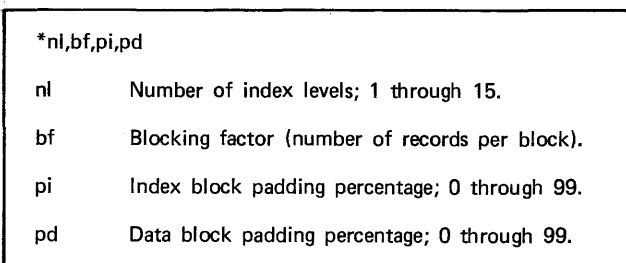 *nl,bf,pi,pd
nl Number of index levels; 1 through 15.
bf Blocking factor (number of records per block).
pi Index block padding percentage; 0 through 99.
pd Data block padding percentage; 0 through 99.